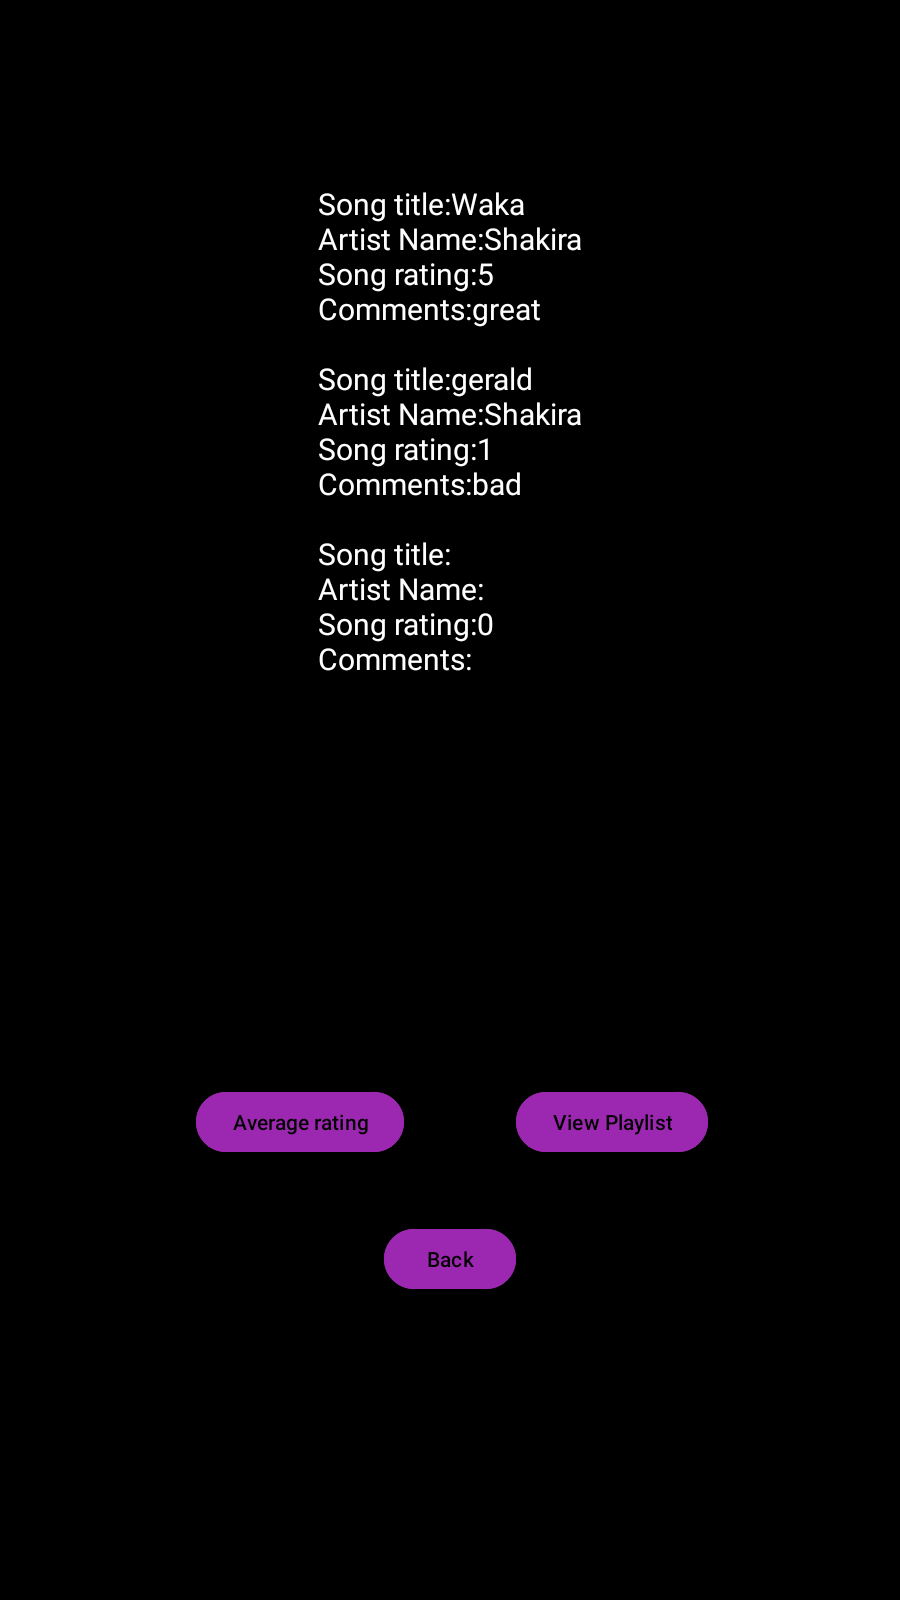 Song title:Waka
Artist Name:Shakira
Song rating:5
Comments:great
Song title:gerald
Artist Name:Shakira
Song rating:1
Comments:bad
Song title:
Artist Name:
Song rating:0
Comments:
Average rating
View Playlist
Back